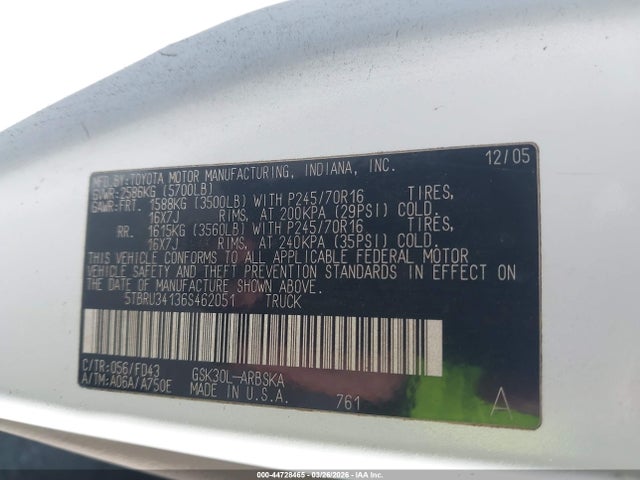 MFD.BY:TOYOTA MOTOR MANUFACTURING, INDIANA, INC. 12/05
GVWR:2586KG (5700LB)
GAWR:FRT. 1588KG (3500LB) WITH P245/70R16 TIRES,
16X7J RIMS, AT 200KPA (29PSI) COLD.
RR. 1615KG (3560LB) WITH P245/70R16 TIRES,
16X7J RIMS, AT 240KPA (35PSI) COLD.
THIS VEHICLE CONFORMS TO ALL APPLICABLE FEDERAL MOTOR
VEHICLE SAFETY AND THEFT PREVENTION STANDARDS IN EFFECT ON
THE DATE OF MANUFACTURE SHOWN ABOVE.
5TBRU34136S462051 TRUCK
C/TR:056/FD43 GSK30L-ARBSKA
A/TM:A06A/A750E MADE IN U.S.A. 761 A
000-44728465 - 03/26/2026 - IAAI.COM